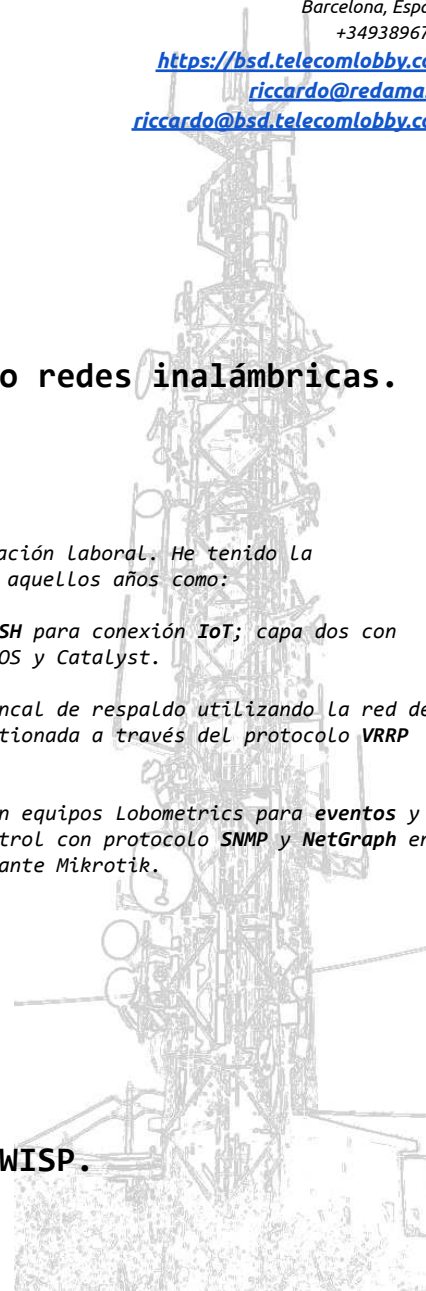 Barcelona, Espa
+34938967
https://bsd.telecomlobby.co
riccardo@redama.
riccardo@bsd.telecomlobby.co
o redes inalámbricas.
ación laboral. He tenido la
aquellos años como:
SH para conexión IoT; capa dos con
OS y Catalyst.
ncal de respaldo utilizando la red de
tionada a través del protocolo VRRP
n equipos Lobometrics para eventos y
trol con protocolo SNMP y NetGraph en
ante Mikrotik.
WISP.